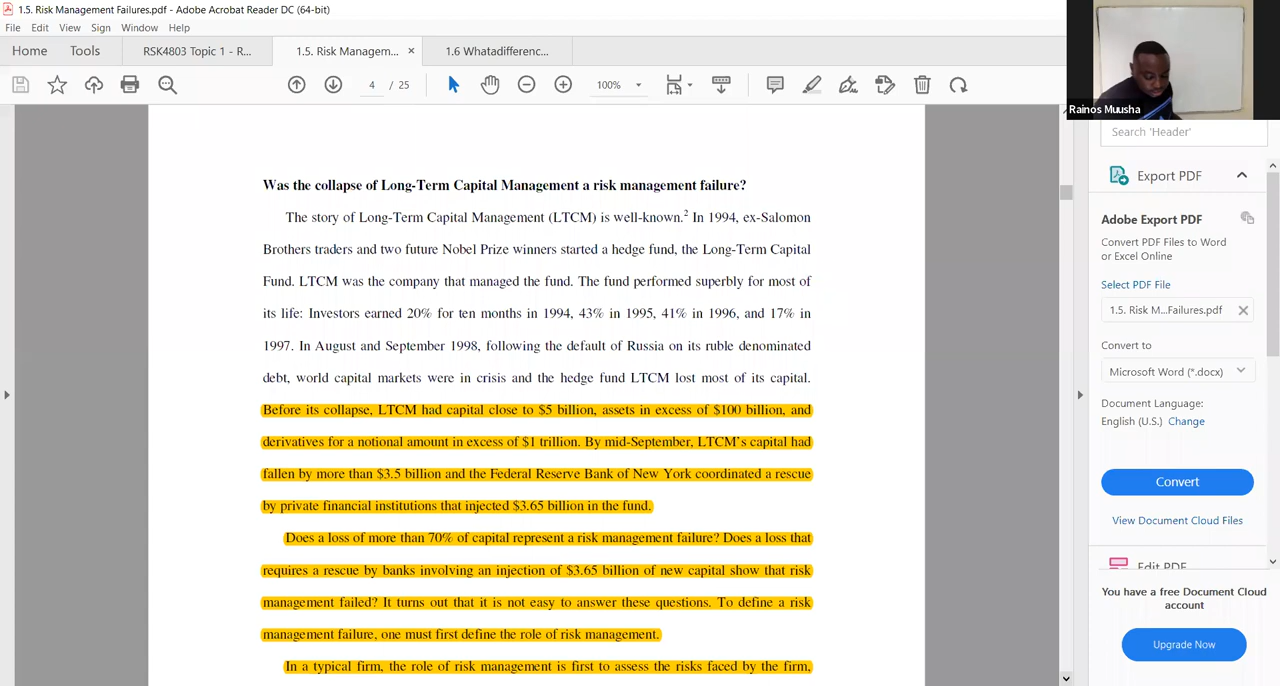 1.5. Risk Management Failures.pdf - Adobe Acrobat Reader DC (64-bit)
File Edit View Sign Window Help
Home Tools RSK4803 Topic 1 - R... 1.5. Risk Managem... × 1.6 Whatadifferenc...
4 / 25 100%
Rainos Muusha
Search 'Header'
Was the collapse of Long-Term Capital Management a risk management failure?
The story of Long-Term Capital Management (LTCM) is well-known.2 In 1994, ex-Salomon
Brothers traders and two future Nobel Prize winners started a hedge fund, the Long-Term Capital
Fund. LTCM was the company that managed the fund. The fund performed superbly for most of
its life: Investors earned 20% for ten months in 1994, 43% in 1995, 41% in 1996, and 17% in
1997. In August and September 1998, following the default of Russia on its ruble denominated
debt, world capital markets were in crisis and the hedge fund LTCM lost most of its capital.
Before its collapse, LTCM had capital close to $5 billion, assets in excess of $100 billion, and
derivatives for a notional amount in excess of $1 trillion. By mid-September, LTCM's capital had
fallen by more than $3.5 billion and the Federal Reserve Bank of New York coordinated a rescue
by private financial institutions that injected $3.65 billion in the fund.
Does a loss of more than 70% of capital represent a risk management failure? Does a loss that
requires a rescue by banks involving an injection of $3.65 billion of new capital show that risk
management failed? It turns out that it is not easy to answer these questions. To define a risk
management failure, one must first define the role of risk management.
In a typical firm, the role of risk management is first to assess the risks faced by the firm,
Export PDF
Adobe Export PDF
Convert PDF Files to Word
or Excel Online
Select PDF File
1.5. Risk M...Failures.pdf
Convert to
Microsoft Word (*.docx)
Document Language:
English (U.S.) Change
Convert
View Document Cloud Files
Edit PDF
You have a free Document Cloud
account
Upgrade Now